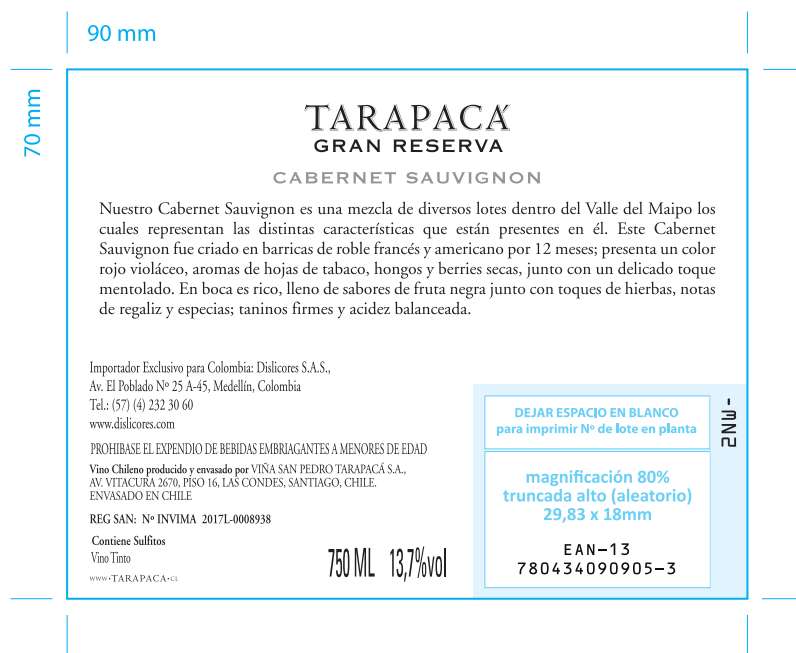 90 mm
70 mm
TARAPACÁ
GRAN RESERVA
CABERNET SAUVIGNON
Nuestro Cabernet Sauvignon es una mezcla de diversos lotes dentro del Valle del Maipo los
cuales representan las distintas características que están presentes en él. Este Cabernet
Sauvignon fue criado en barricas de roble francés y americano por 12 meses; presenta un color
rojo violáceo, aromas de hojas de tabaco, hongos y berries secas, junto con un delicado toque
mentolado. En boca es rico, lleno de sabores de fruta negra junto con toques de hierbas, notas
de regaliz y especias; taninos firmes y acidez balanceada.
Importador Exclusivo para Colombia: Dislicores S.A.S.,
Av. El Poblado Nº 25 A-45, Medellín, Colombia
Tel.: (57) (4) 232 30 60
www.dislicores.com
PROHIBASE EL EXPENDIO DE BEBIDAS EMBRIAGANTES A MENORES DE EDAD
Vino Chileno producido y envasado por VIÑA SAN PEDRO TARAPACÁ S.A.,
AV. VITACURA 2670, PISO 16, LAS CONDES, SANTIAGO, CHILE.
ENVASADO EN CHILE
REG SAN: Nº INVIMA 2017L-0008938
Contiene Sulfitos
Vino Tinto
www·TARAPACA·CL
750 ML 13,7%vol
DEJAR ESPACIO EN BLANCO
para imprimir Nº de lote en planta
2NW-
magnificación 80%
truncada alto (aleatorio)
29,83 x 18mm
EAN-13
780434090905-3